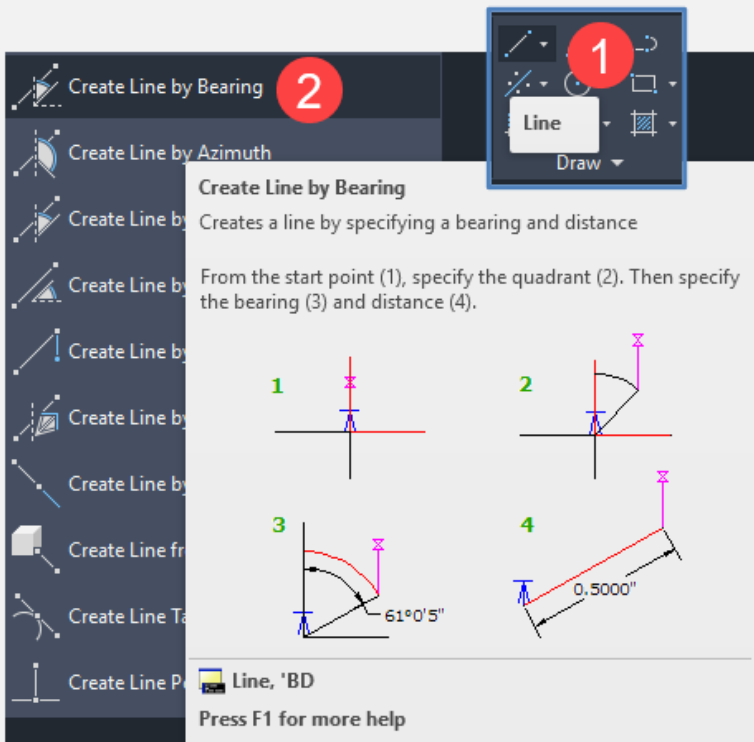 1
Line
Draw
Create Line by Bearing
2
Create Line by Azimuth
Create Line by
Create Line by
Create Line by
Create Line by
Create Line by
Create Line
Create Line
Create Line
Create Line by Bearing
Creates a line by specifying a bearing and distance
From the start point (1), specify the quadrant (2). Then specify
the bearing (3) and distance (4).
1
2
3
61°0'5"
4
0.5000"
Line, 'BD
Press F1 for more help